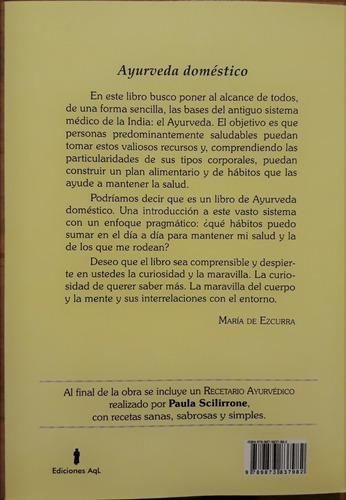 Ayurveda doméstico
En este libro busco poner al alcance de todos,
de una forma sencilla, las bases del antiguo sistema
médico de la India: el Ayurveda. El objetivo es que
personas predominantemente saludables puedan
tomar estos valiosos recursos y, comprendiendo las
particularidades de sus tipos corporales, puedan
construir un plan alimentario y de hábitos que las
ayude a mantener la salud.
Podríamos decir que es un libro de Ayurveda
doméstico. Una introducción a este vasto sistema
con un enfoque pragmático: ¿qué hábitos puedo
sumar en el día a día para mantener mi salud y la
de los que me rodean?
Deseo que el libro sea comprensible y despier-
te en ustedes la curiosidad y la maravilla. La curio-
sidad de querer saber más. La maravilla del cuerpo
y la mente y sus interrelaciones con el entorno.
MARÍA DE EZCURRA
Al final de la obra se incluye un RECETARIO AYURVÉDICO
realizado por Paula Scilirrone,
con recetas sanas, sabrosas y simples.
Ediciones AqL
9 789873 837982